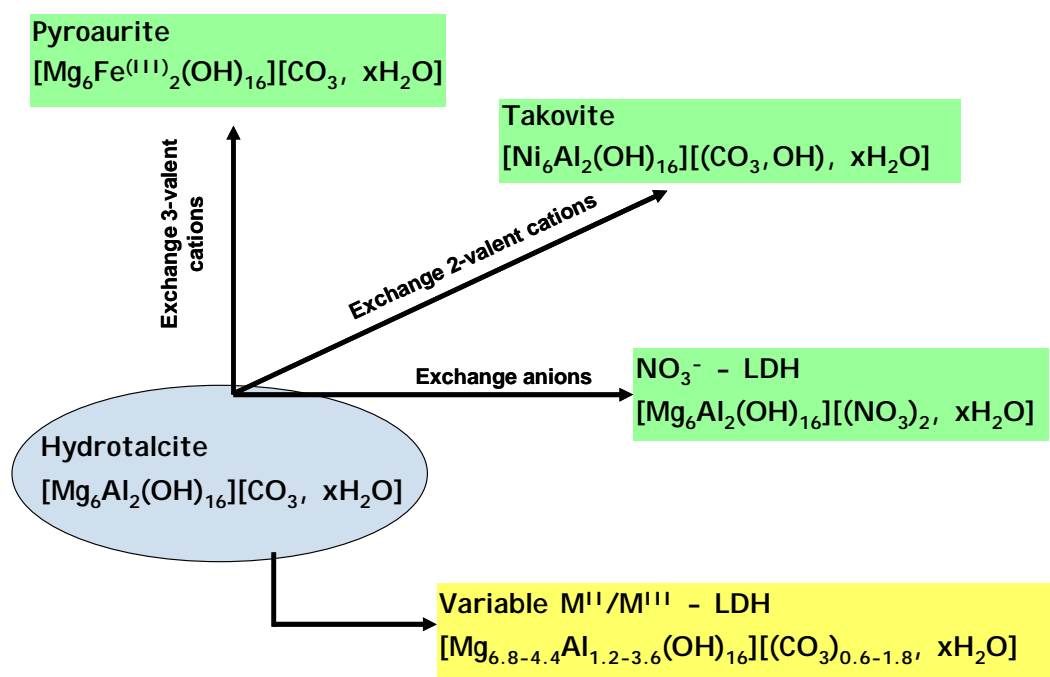 Pyroaurite
[Mg₆Fe⁽ᴵᴵᴵ⁾₂(OH)₁₆][CO₃, xH₂O]
Takovite
[Ni₆Al₂(OH)₁₆][(CO₃,OH), xH₂O]
Exchange 3-valent
cations
Exchange 2-valent cations
Exchange anions
NO₃⁻ - LDH
[Mg₆Al₂(OH)₁₆][(NO₃)₂, xH₂O]
Hydrotalcite
[Mg₆Al₂(OH)₁₆][CO₃, xH₂O]
Variable Mᴵᴵ/Mᴵᴵᴵ - LDH
[Mg₆.₈₋₄.₄Al₁.₂₋₃.₆(OH)₁₆][(CO₃)₀.₆₋₁.₈, xH₂O]